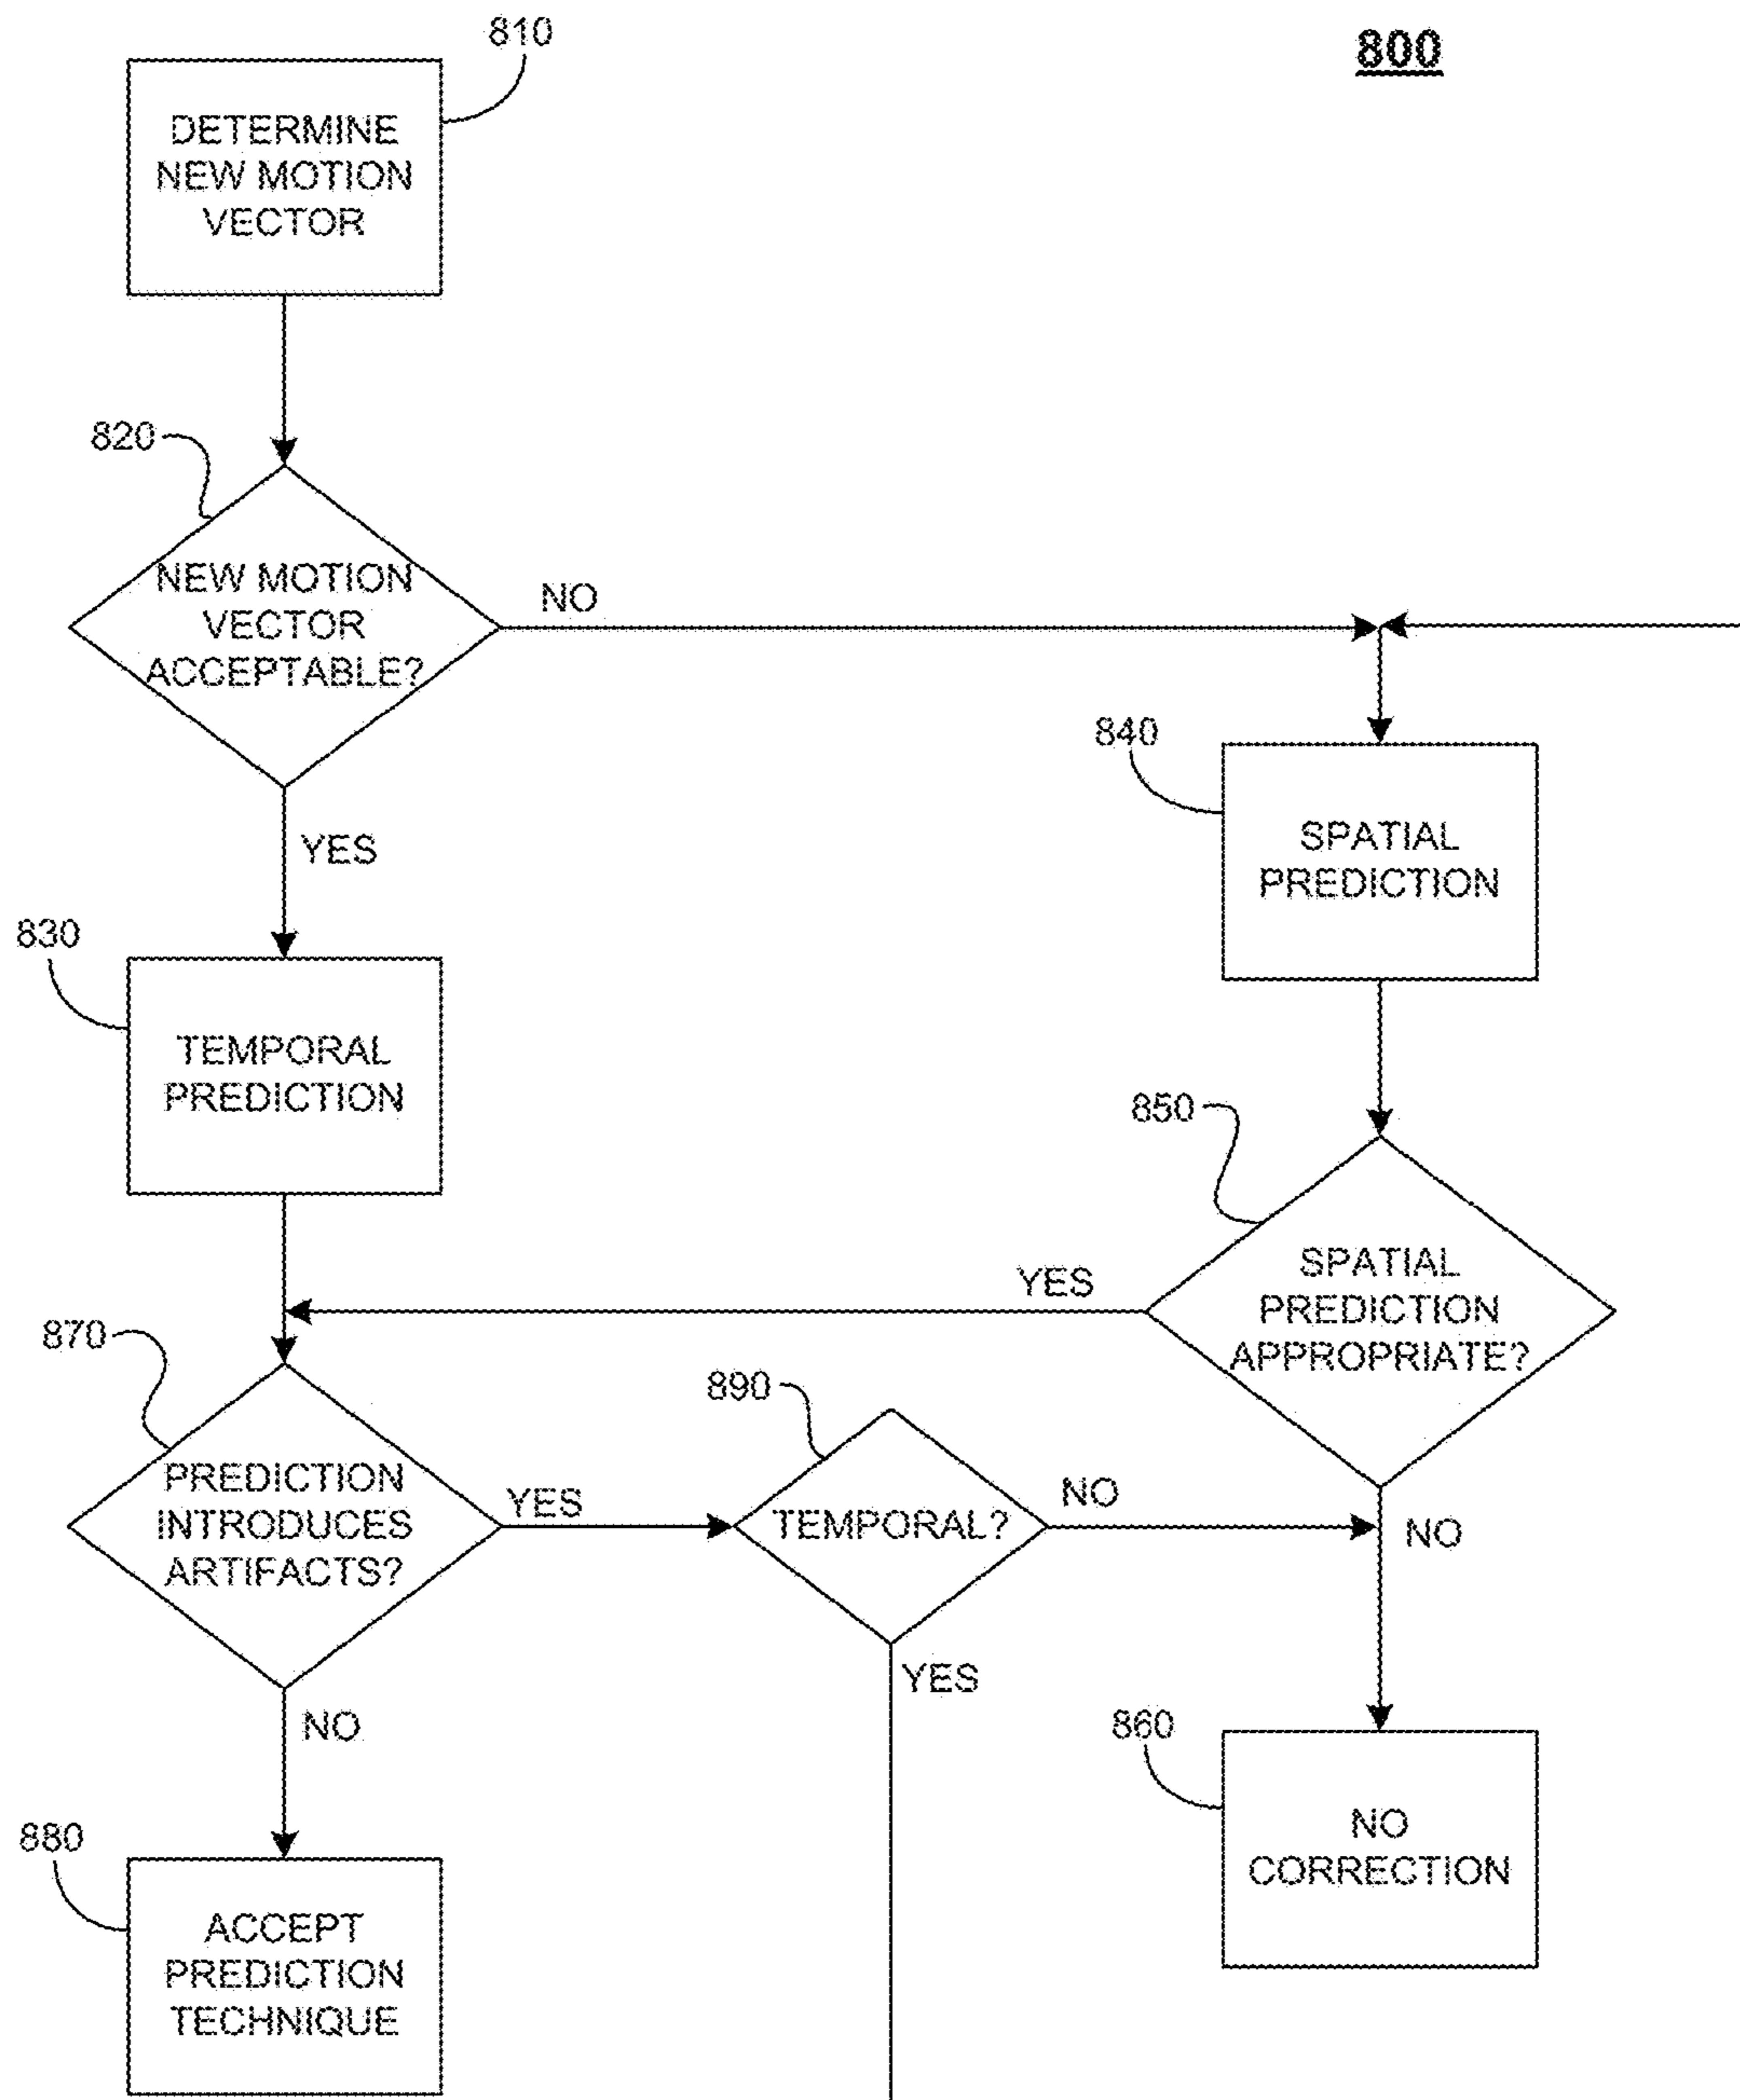 810
800
DETERMINE
NEW MOTION
VECTOR
820
NEW MOTION
VECTOR
ACCEPTABLE?
NO
YES
840
SPATIAL
PREDICTION
830
TEMPORAL
PREDICTION
850
SPATIAL
PREDICTION
APPROPRIATE?
YES
870
890
PREDICTION
INTRODUCES
ARTIFACTS?
YES
TEMPORAL?
NO
NO
YES
NO
860
NO
CORRECTION
880
ACCEPT
PREDICTION
TECHNIQUE